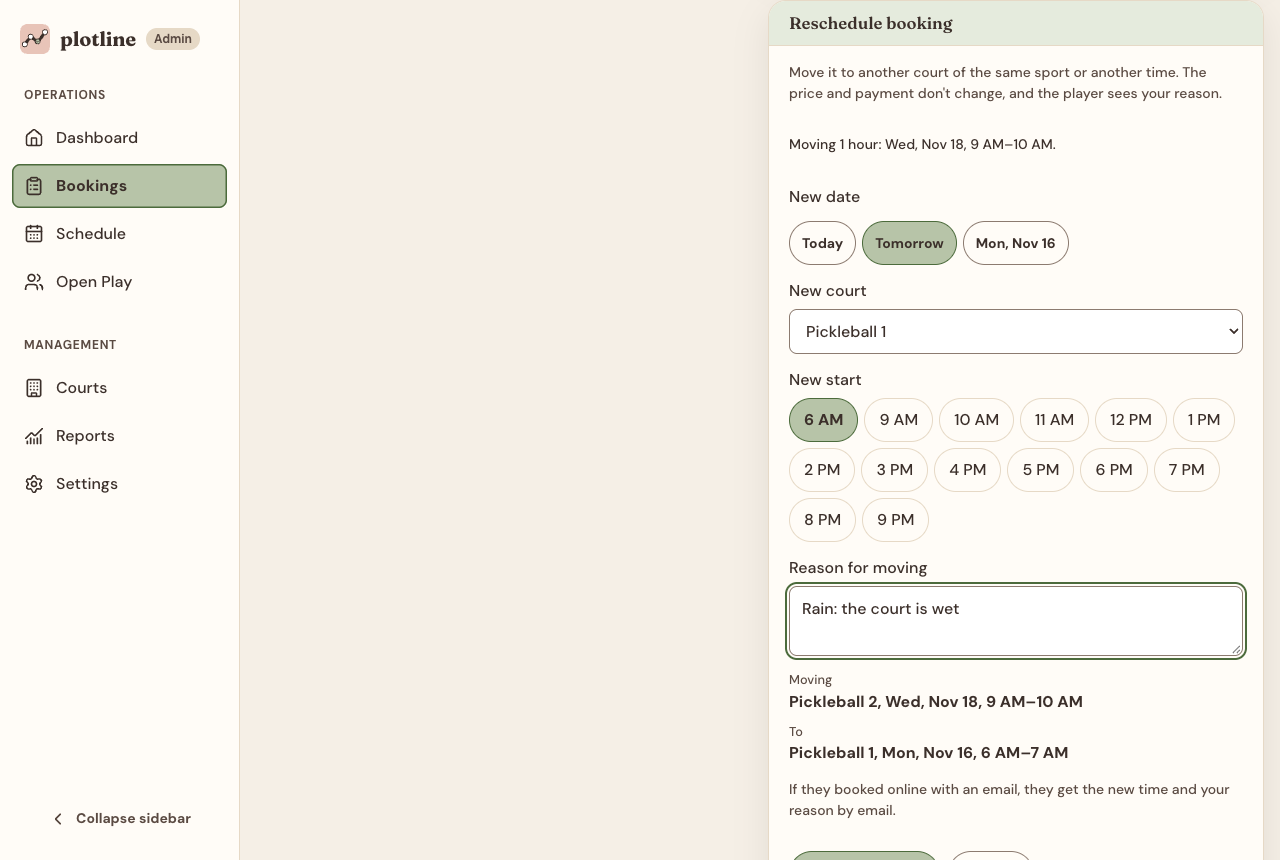 plotline Admin
OPERATIONS
Dashboard
Bookings
Schedule
Open Play
MANAGEMENT
Courts
Reports
Settings
Collapse sidebar
Reschedule booking
Move it to another court of the same sport or another time. The
price and payment don't change, and the player sees your reason.
Moving 1 hour: Wed, Nov 18, 9 AM–10 AM.
New date
Today Tomorrow Mon, Nov 16
New court
Pickleball 1
New start
6 AM 9 AM 10 AM 11 AM 12 PM 1 PM
2 PM 3 PM 4 PM 5 PM 6 PM 7 PM
8 PM 9 PM
Reason for moving
Rain: the court is wet
Moving
Pickleball 2, Wed, Nov 18, 9 AM–10 AM
To
Pickleball 1, Mon, Nov 16, 6 AM–7 AM
If they booked online with an email, they get the new time and your
reason by email.